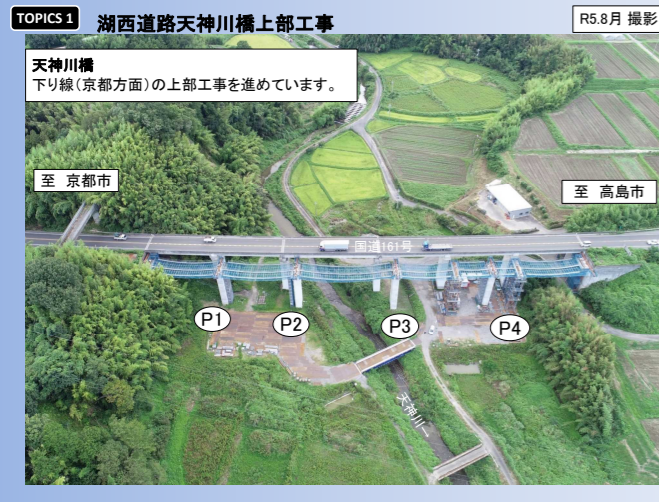 TOPICS 1
湖西道路天神川橋上部工事
R5.8月 撮影
天神川橋
下り線(京都方面)の上部工事を進めています。
至 京都市
至 高島市
国道161号
P1
P2
P3
P4
天神川